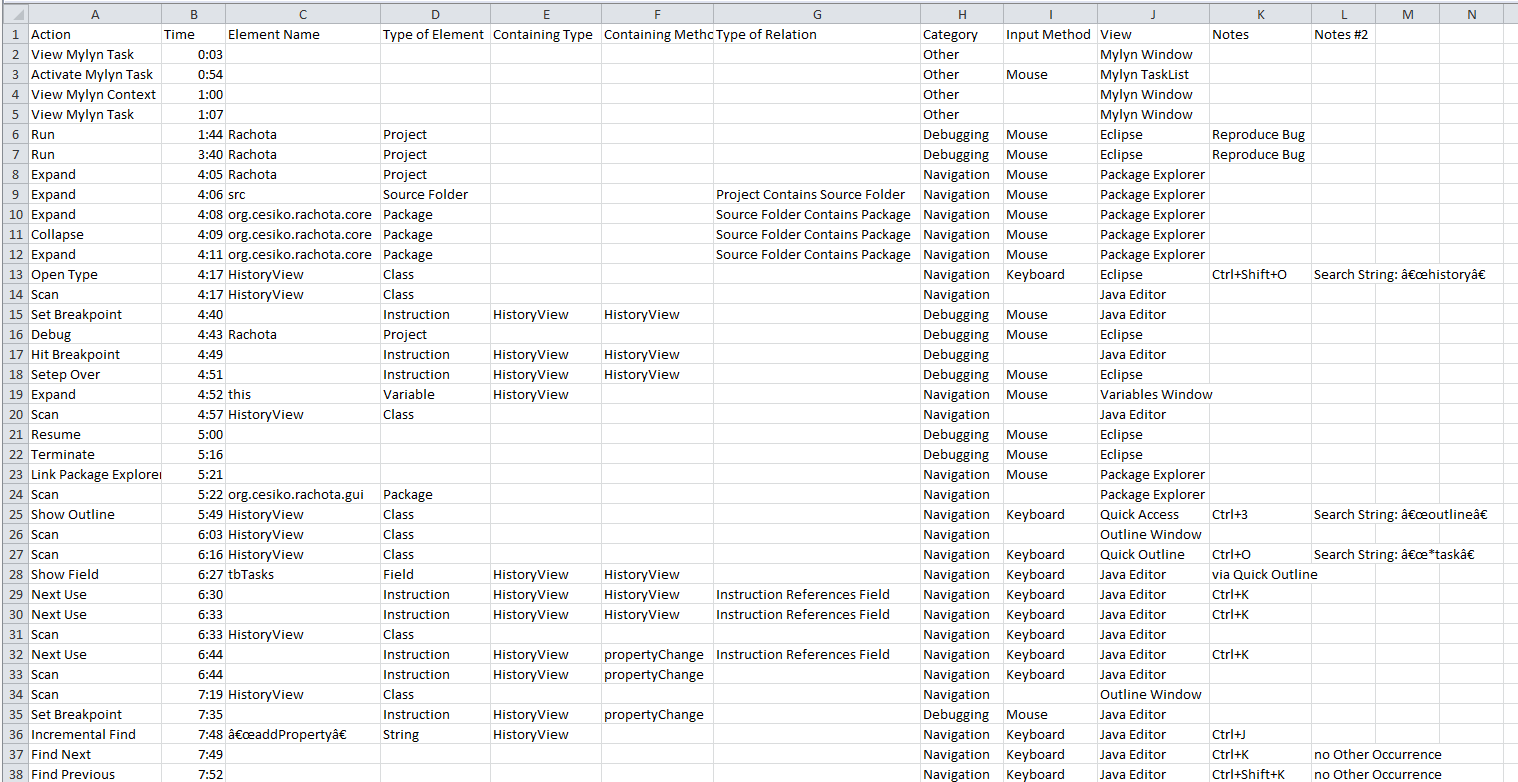 A B C D E F G H I J K L M N
1 Action Time Element Name Type of Element Containing Type Containing Methc Type of Relation Category Input Method View Notes Notes #2
2 View Mylyn Task 0:03 Other Mylyn Window
3 Activate Mylyn Task 0:54 Other Mouse Mylyn TaskList
4 View Mylyn Context 1:00 Other Mylyn Window
5 View Mylyn Task 1:07 Other Mylyn Window
6 Run 1:44 Rachota Project Debugging Mouse Eclipse Reproduce Bug
7 Run 3:40 Rachota Project Debugging Mouse Eclipse Reproduce Bug
8 Expand 4:05 Rachota Project Navigation Mouse Package Explorer
9 Expand 4:06 src Source Folder Project Contains Source Folder Navigation Mouse Package Explorer
10 Expand 4:08 org.cesiko.rachota.core Package Source Folder Contains Package Navigation Mouse Package Explorer
11 Collapse 4:09 org.cesiko.rachota.core Package Source Folder Contains Package Navigation Mouse Package Explorer
12 Expand 4:11 org.cesiko.rachota.core Package Source Folder Contains Package Navigation Mouse Package Explorer
13 Open Type 4:17 HistoryView Class Navigation Keyboard Eclipse Ctrl+Shift+O Search String: â€œhistoryâ€
14 Scan 4:17 HistoryView Class Navigation Java Editor
15 Set Breakpoint 4:40 Instruction HistoryView HistoryView Debugging Mouse Java Editor
16 Debug 4:43 Rachota Project Debugging Mouse Eclipse
17 Hit Breakpoint 4:49 Instruction HistoryView HistoryView Debugging Java Editor
18 Setep Over 4:51 Instruction HistoryView HistoryView Debugging Mouse Eclipse
19 Expand 4:52 this Variable HistoryView Navigation Mouse Variables Window
20 Scan 4:57 HistoryView Class Navigation Java Editor
21 Resume 5:00 Debugging Mouse Eclipse
22 Terminate 5:16 Debugging Mouse Eclipse
23 Link Package Explorer 5:21 Navigation Mouse Package Explorer
24 Scan 5:22 org.cesiko.rachota.gui Package Navigation Package Explorer
25 Show Outline 5:49 HistoryView Class Navigation Keyboard Quick Access Ctrl+3 Search String: â€œoutlineâ€
26 Scan 6:03 HistoryView Class Navigation Outline Window
27 Scan 6:16 HistoryView Class Navigation Keyboard Quick Outline Ctrl+O Search String: â€œ*taskâ€
28 Show Field 6:27 tbTasks Field HistoryView HistoryView Navigation Keyboard Java Editor via Quick Outline
29 Next Use 6:30 Instruction HistoryView HistoryView Instruction References Field Navigation Keyboard Java Editor Ctrl+K
30 Next Use 6:33 Instruction HistoryView HistoryView Instruction References Field Navigation Keyboard Java Editor Ctrl+K
31 Scan 6:33 HistoryView Class Navigation Keyboard Java Editor
32 Next Use 6:44 Instruction HistoryView propertyChange Instruction References Field Navigation Keyboard Java Editor Ctrl+K
33 Scan 6:44 Instruction HistoryView propertyChange Navigation Keyboard Java Editor
34 Scan 7:19 HistoryView Class Navigation Outline Window
35 Set Breakpoint 7:35 Instruction HistoryView propertyChange Debugging Mouse Java Editor
36 Incremental Find 7:48 â€œaddPropertyâ€ String HistoryView Navigation Keyboard Java Editor Ctrl+J
37 Find Next 7:49 Navigation Keyboard Java Editor Ctrl+K no Other Occurrence
38 Find Previous 7:52 Navigation Keyboard Java Editor Ctrl+Shift+K no Other Occurrence